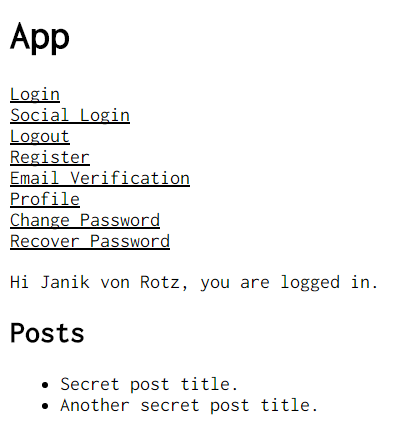 App
Login
Social Login
Logout
Register
Email Verification
Profile
Change Password
Recover Password
Hi Janik von Rotz, you are logged in.
Posts
Secret post title.
Another secret post title.